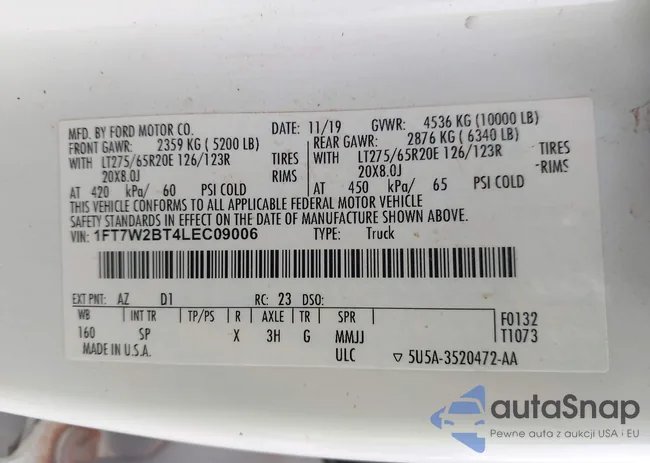 MFD. BY FORD MOTOR CO. DATE: 11/19 GVWR: 4536 KG (10000 LB)
FRONT GAWR: 2359 KG (5200 LB) REAR GAWR: 2876 KG (6340 LB)
WITH LT275/65R20E 126/123R TIRES WITH LT275/65R20E 126/123R TIRES
20X8.0J RIMS 20X8.0J RIMS
AT 420 kPa/ 60 PSI COLD AT 450 kPa/ 65 PSI COLD
THIS VEHICLE CONFORMS TO ALL APPLICABLE FEDERAL MOTOR VEHICLE
SAFETY STANDARDS IN EFFECT ON THE DATE OF MANUFACTURE SHOWN ABOVE.
VIN: 1FT7W2BT4LEC09006 TYPE: Truck
EXT PNT: AZ D1 RC: 23 DSO:
WB | INT TR | TP/PS | R | AXLE | TR | SPR F0132
160 SP X 3H G MMJJ T1073
MADE IN U.S.A. ULC ▽ 5U5A-3520472-AA
autaSnap
Pewne auta z aukcji USA i EU